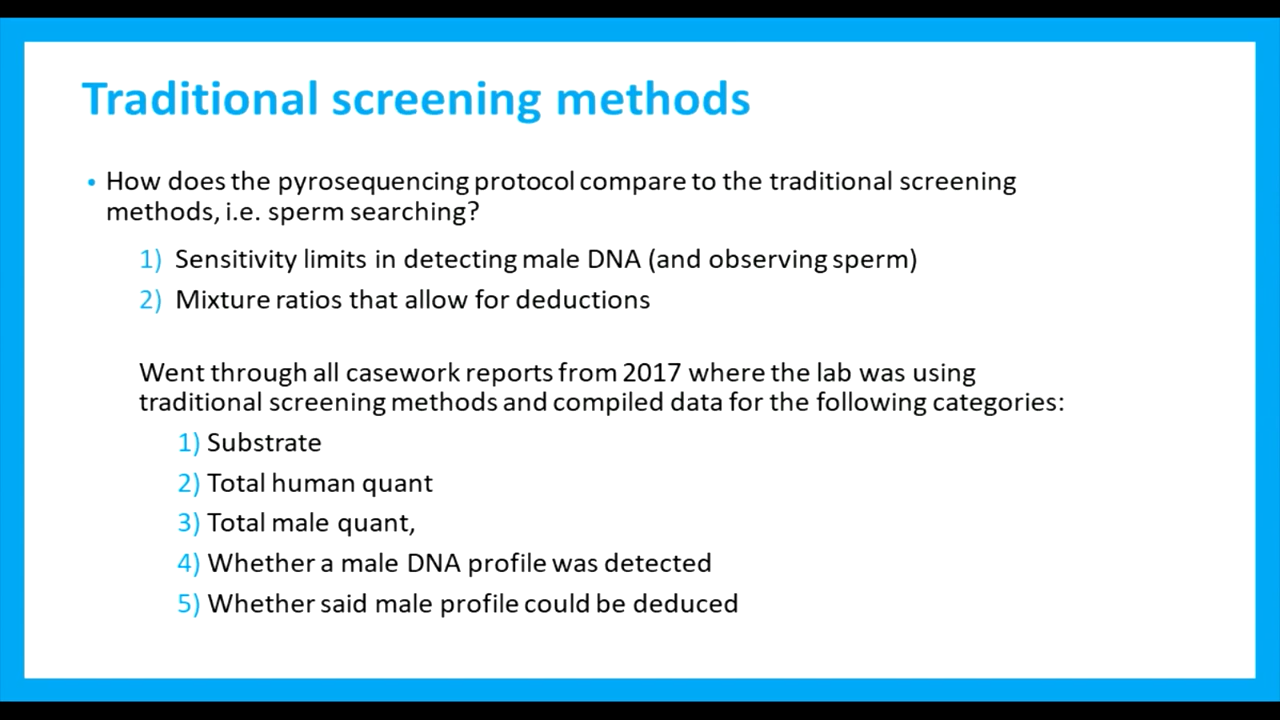 Traditional screening methods
• How does the pyrosequencing protocol compare to the traditional screening
methods, i.e. sperm searching?
1) Sensitivity limits in detecting male DNA (and observing sperm)
2) Mixture ratios that allow for deductions
Went through all casework reports from 2017 where the lab was using
traditional screening methods and compiled data for the following categories:
1) Substrate
2) Total human quant
3) Total male quant,
4) Whether a male DNA profile was detected
5) Whether said male profile could be deduced